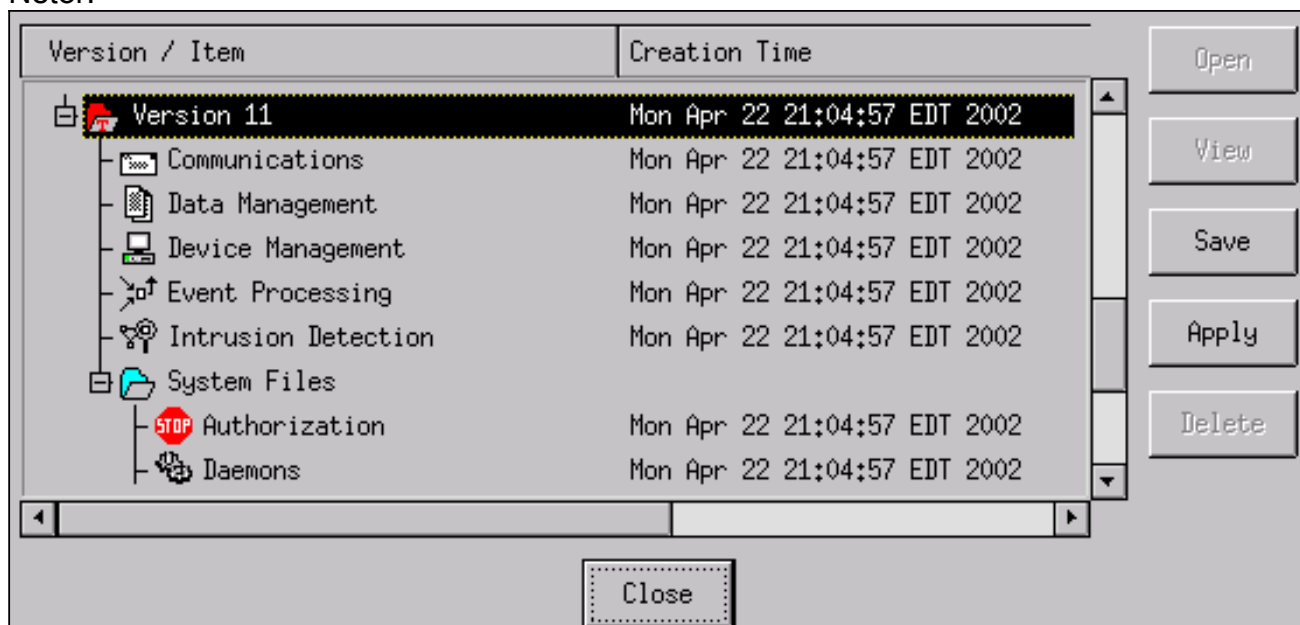 Version / Item Creation Time
Open
Version 11 Mon Apr 22 21:04:57 EDT 2002
Communications Mon Apr 22 21:04:57 EDT 2002
View
Data Management Mon Apr 22 21:04:57 EDT 2002
Device Management Mon Apr 22 21:04:57 EDT 2002
Save
Event Processing Mon Apr 22 21:04:57 EDT 2002
Intrusion Detection Mon Apr 22 21:04:57 EDT 2002
Apply
System Files
STOP Authorization Mon Apr 22 21:04:57 EDT 2002
Delete
Daemons Mon Apr 22 21:04:57 EDT 2002
Close